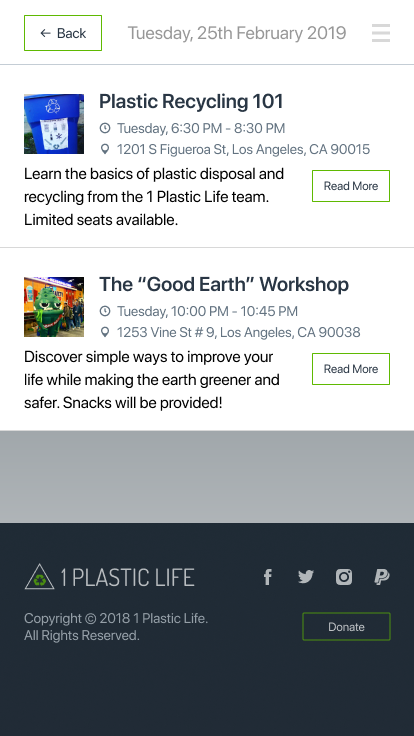 ← Back
Tuesday, 25th February 2019
Plastic Recycling 101
Tuesday, 6:30 PM - 8:30 PM
1201 S Figueroa St, Los Angeles, CA 90015
Learn the basics of plastic disposal and
recycling from the 1 Plastic Life team.
Limited seats available.
Read More
The “Good Earth” Workshop
Tuesday, 10:00 PM - 10:45 PM
1253 Vine St # 9, Los Angeles, CA 90038
Discover simple ways to improve your
life while making the earth greener and
safer. Snacks will be provided!
Read More
1 PLASTIC LIFE
Copyright © 2018 1 Plastic Life.
All Rights Reserved.
Donate